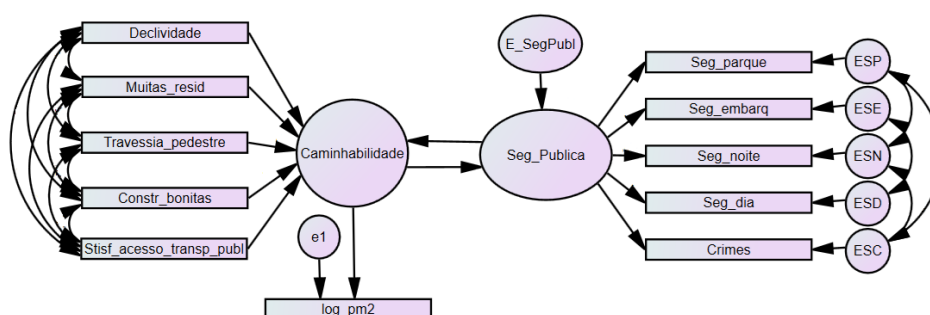 Declividade
Muitas_resid
Travessia_pedestre
Constr_bonitas
Stisf_acesso_transp_publ
Caminhabilidade
e1
log_pm2
E_SegPubl
Seg_Publica
Seg_parque
Seg_embarq
Seg_noite
Seg_dia
Crimes
ESP
ESE
ESN
ESD
ESC